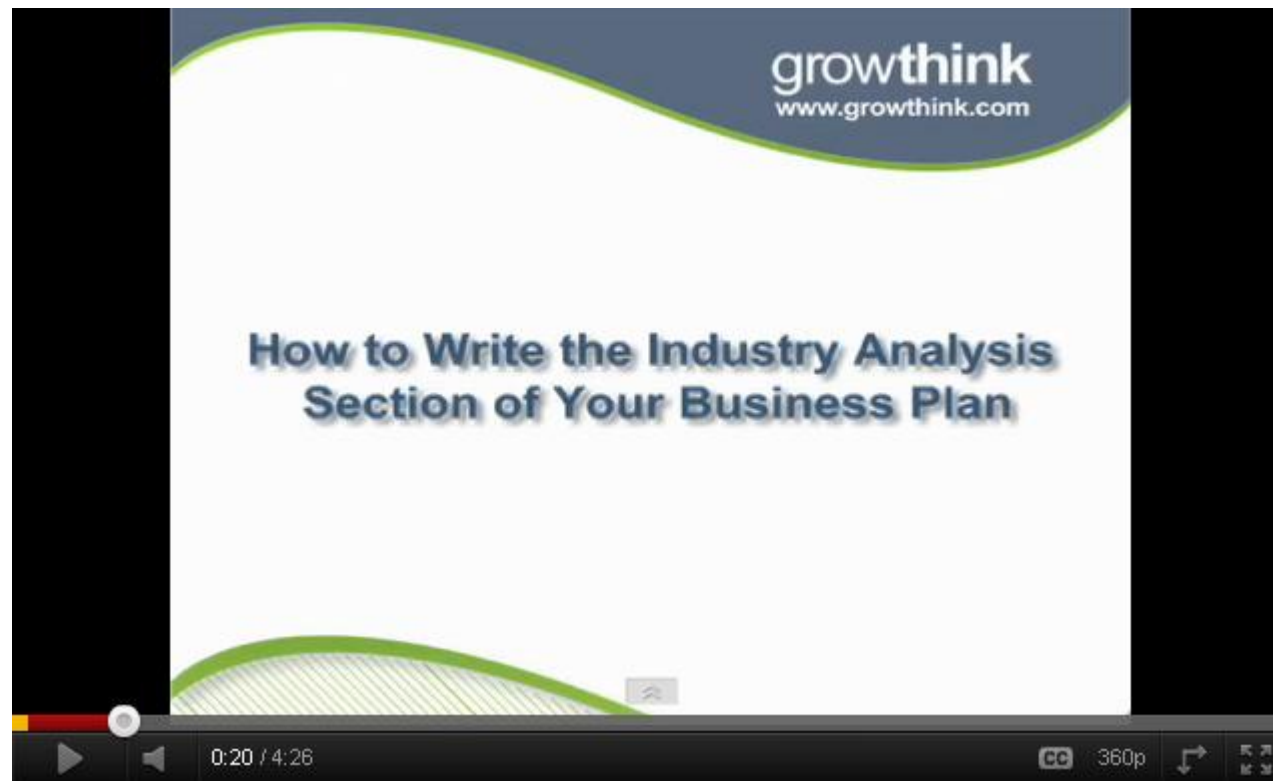 growthink
www.growthink.com
How to Write the Industry Analysis
Section of Your Business Plan
0:20 / 4:26
CC
360p